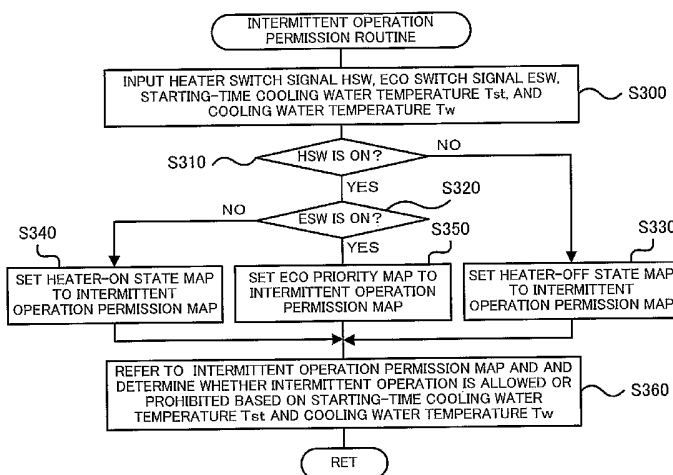 INTERMITTENT OPERATION
PERMISSION ROUTINE
INPUT HEATER SWITCH SIGNAL HSW, ECO SWITCH SIGNAL ESW,
STARTING-TIME COOLING WATER TEMPERATURE Tst, AND
COOLING WATER TEMPERATURE Tw
S300
S310
HSW IS ON?
NO
YES
S320
NO
ESW IS ON?
S340
YES
S350
S330
SET HEATER-ON STATE MAP
TO INTERMITTENT
OPERATION PERMISSION MAP
SET ECO PRIORITY MAP TO
INTERMITTENT OPERATION
PERMISSION MAP
SET HEATER-OFF STATE MAP
TO INTERMITTENT
OPERATION PERMISSION MAP
REFER TO INTERMITTENT OPERATION PERMISSION MAP AND AND
DETERMINE WHETHER INTERMITTENT OPERATION IS ALLOWED OR
PROHIBITED BASED ON STARTING-TIME COOLING WATER
TEMPERATURE Tst AND COOLING WATER TEMPERATURE Tw
S360
RET